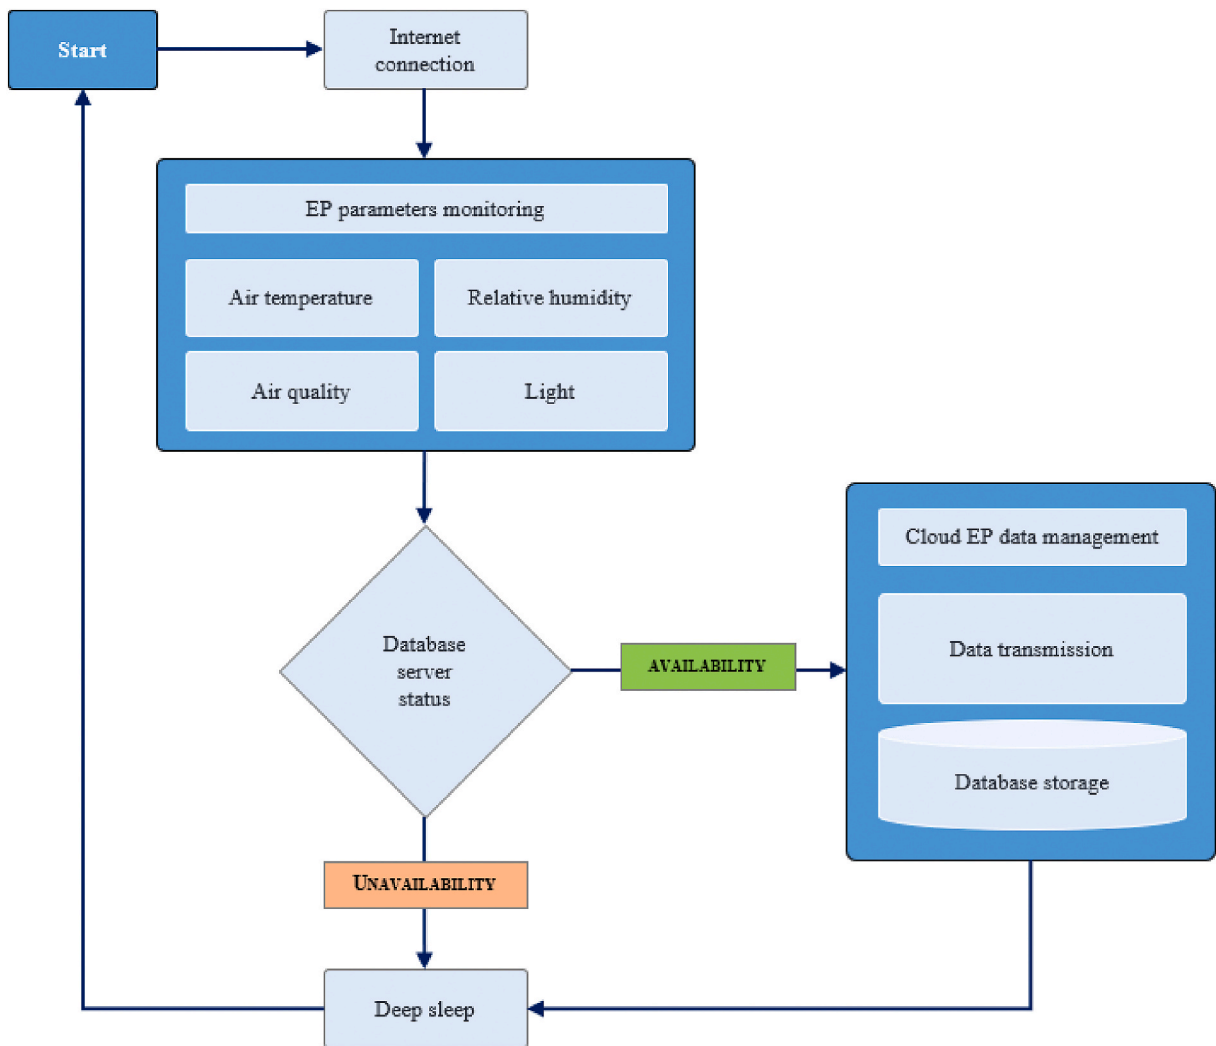 Start
Internet
connection
EP parameters monitoring
Air temperature
Relative humidity
Air quality
Light
Database
server
status
AVAILABILITY
Cloud EP data management
Data transmission
Database storage
UNAVAILABILITY
Deep sleep